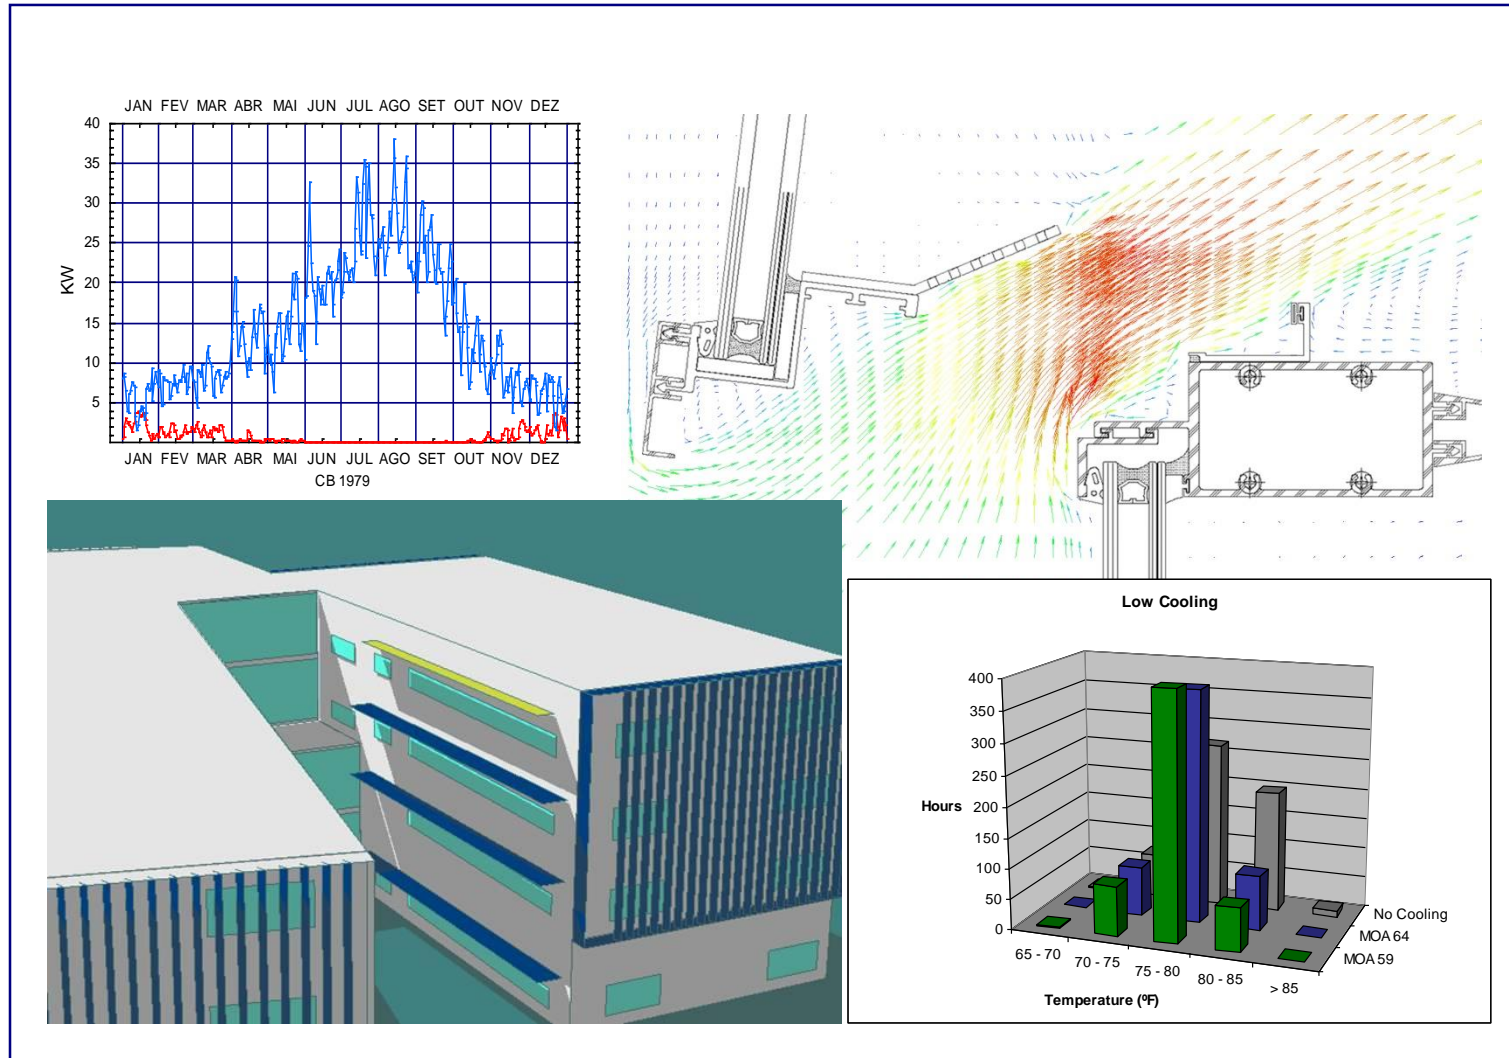 JAN FEV MAR ABR MAI JUN JUL AGO SET OUT NOV DEZ
40
35
30
25
20
15
10
5
KW
JAN FEV MAR ABR MAI JUN JUL AGO SET OUT NOV DEZ
CB 1979
Low Cooling
400
350
300
250
200
150
100
50
0
Hours
65 - 70
70 - 75
75 - 80
80 - 85
> 85
Temperature (ºF)
No Cooling
MOA 64
MOA 59